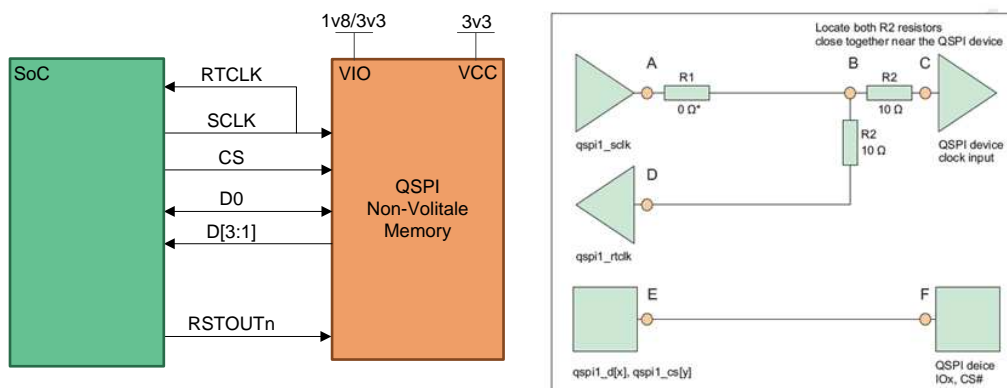 1v8/3v3
3v3
SoC
VIO
VCC
RTCLK
SCLK
CS
D0
D[3:1]
RSTOUTn
QSPI
Non-Volitale
Memory
Locate both R2 resistors
close together near the QSPI device
A
B
C
R1
0 Ω*
R2
10 Ω
R2
10 Ω
qspi1_sclk
QSPI device
clock input
D
qspi1_rtclk
E
F
qspi1_d[x], qspi1_cs[y]
QSPI deice
IOx, CS#